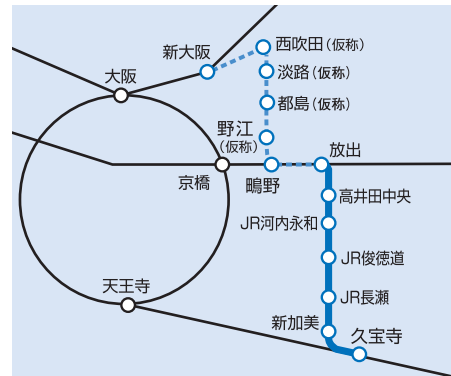 西吹田(仮称)
新大阪
淡路(仮称)
大阪
都島(仮称)
野江
(仮称)
放出
京橋
鴫野
高井田中央
JR河内永和
JR俊徳道
天王寺
JR長瀬
新加美
久宝寺